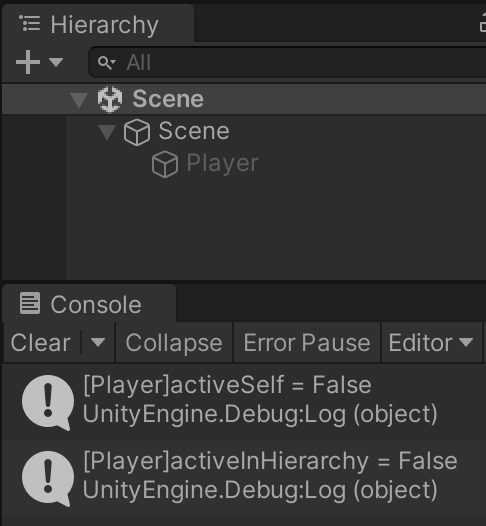 Hierarchy
All
Scene
Scene
Player
Console
Clear Collapse Error Pause Editor
[Player]activeSelf = False
UnityEngine.Debug:Log (object)
[Player]activeInHierarchy = False
UnityEngine.Debug:Log (object)